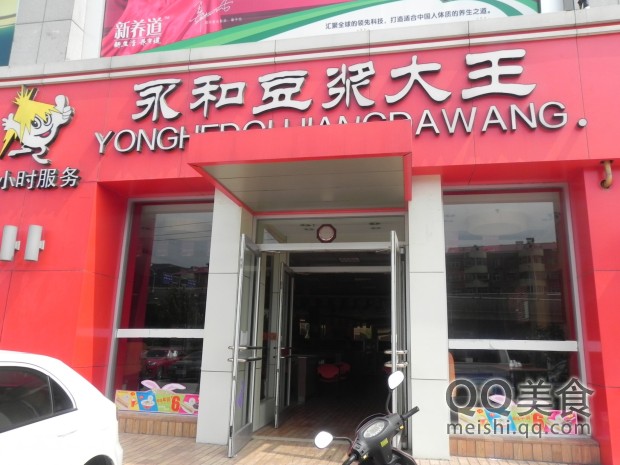 新养道
汇聚全球的领先科技，打造适合中国人体质的养生之道。
永和豆浆大王
YONGHEDOUJIANGDAWANG
小时服务
6
6
QQ美食
meishi.qq.com